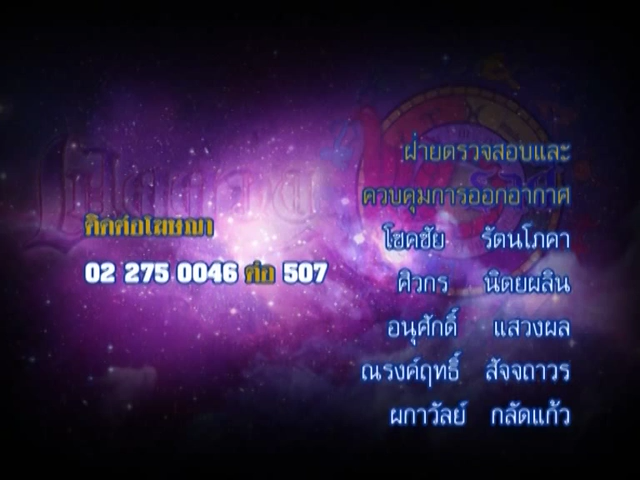 ฝ่ายตรวจสอบและ
ควบคุมการออกอากาศ
ติดต่อโฆษณา
02 275 0046 ต่อ 507
โชคชัย รัตนโภคา
ศิวกร นิตยผลิน
อนุศักดิ์ แสวงผล
ณรงค์ฤทธิ์ สัจจถาวร
ผกาวัลย์ กลัดแก้ว